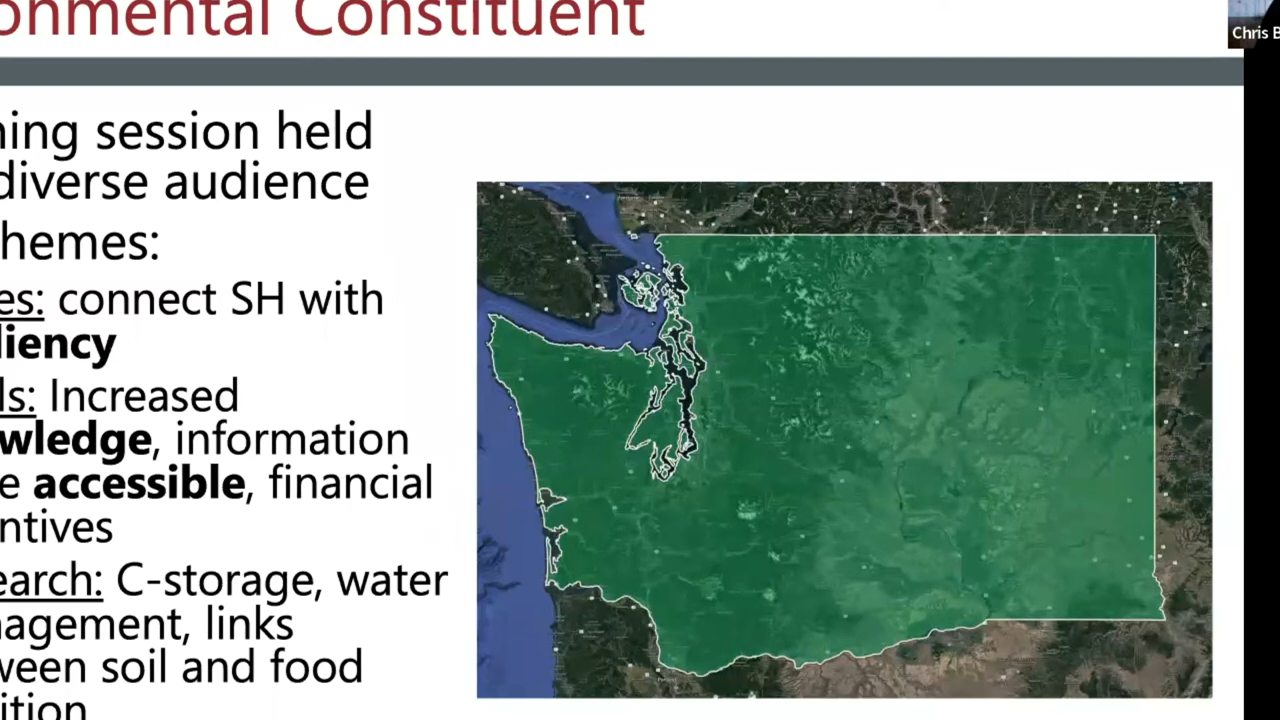 onmental Constituent
Chris B
ning session held
diverse audience
hemes:
es: connect SH with
liency
ls: Increased
wledge, information
e accessible, financial
ntives
earch: C-storage, water
nagement, links
ween soil and food
ition